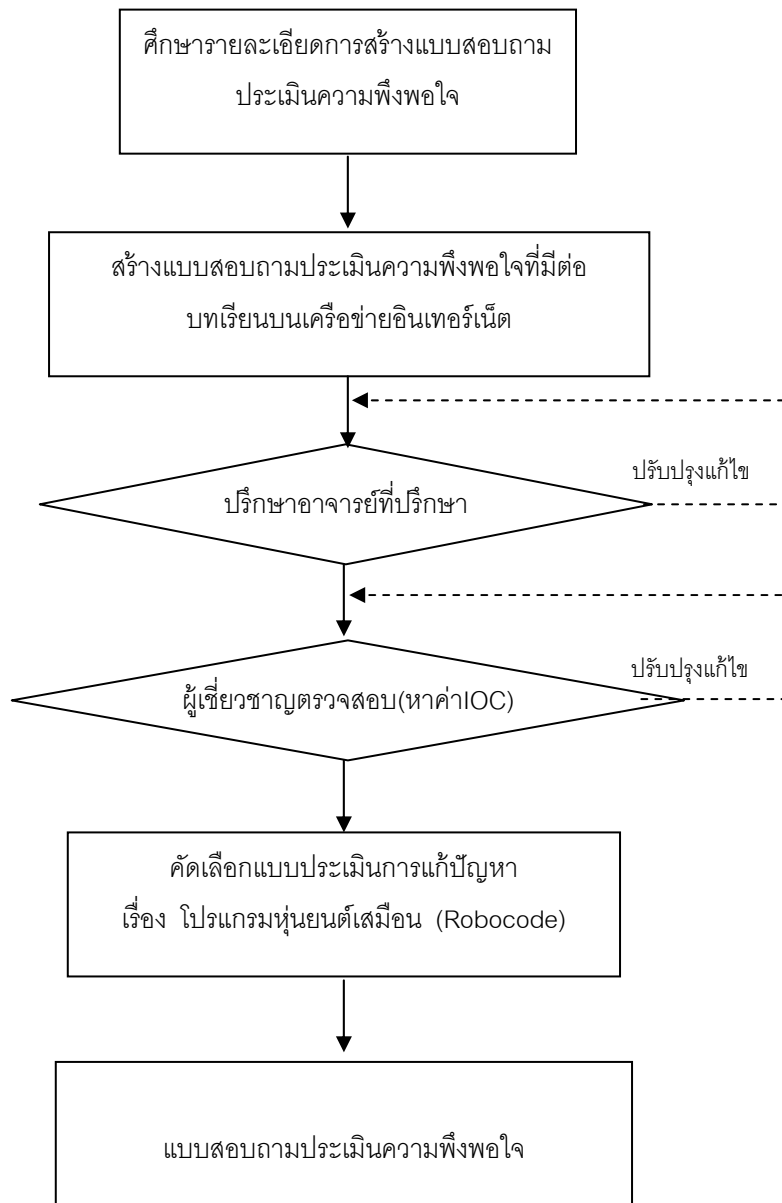 ศึกษารายละเอียดการสร้างแบบสอบถาม
ประเมินความพึงพอใจ
สร้างแบบสอบถามประเมินความพึงพอใจที่มีต่อ
บทเรียนบนเครือข่ายอินเทอร์เน็ต
ปรับปรุงแก้ไข
ปรึกษาอาจารย์ที่ปรึกษา
ปรับปรุงแก้ไข
ผู้เชี่ยวชาญตรวจสอบ(หาค่าIOC)
คัดเลือกแบบประเมินการแก้ปัญหา
เรื่อง โปรแกรมหุ่นยนต์เสมือน (Robocode)
แบบสอบถามประเมินความพึงพอใจ